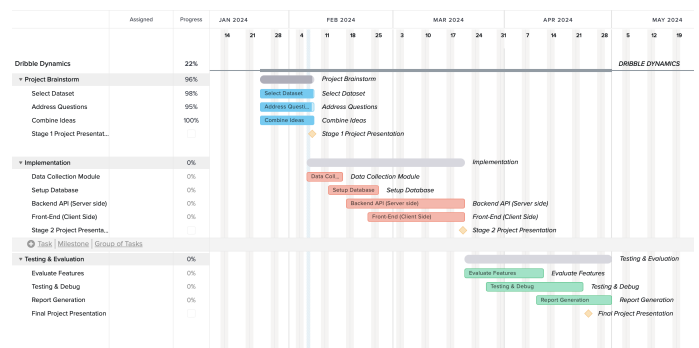 Assigned Progress JAN 2024 FEB 2024 MAR 2024 APR 2024 MAY 2024
14 21 28 4 11 18 25 3 10 17 24 31 7 14 21 28 5 12 19
Dribble Dynamics 22% DRIBBLE DYNAMICS
Project Brainstorm 96% Project Brainstorm
Select Dataset 98% Select Dataset Select Dataset
Address Questions 95% Address Questi... Address Questions
Combine Ideas 100% Combine Ideas Combine Ideas
Stage 1 Project Presentat... Stage 1 Project Presentation
Implementation 0% Implementation
Data Collection Module 0% Data Coll... Data Collection Module
Setup Database 0% Setup Database Setup Database
Backend API (Server side) 0% Backend API (Server side) Backend API (Server side)
Front-End (Client Side) 0% Front-End (Client Side) Front-End (Client Side)
Stage 2 Project Presenta... Stage 2 Project Presentation
Task | Milestone | Group of Tasks
Testing & Evaluation 0% Testing & Evaluation
Evaluate Features 0% Evaluate Features Evaluate Features
Testing & Debug 0% Testing & Debug Testing & Debug
Report Generation 0% Report Generation Report Generation
Final Project Presentation Final Project Presentation